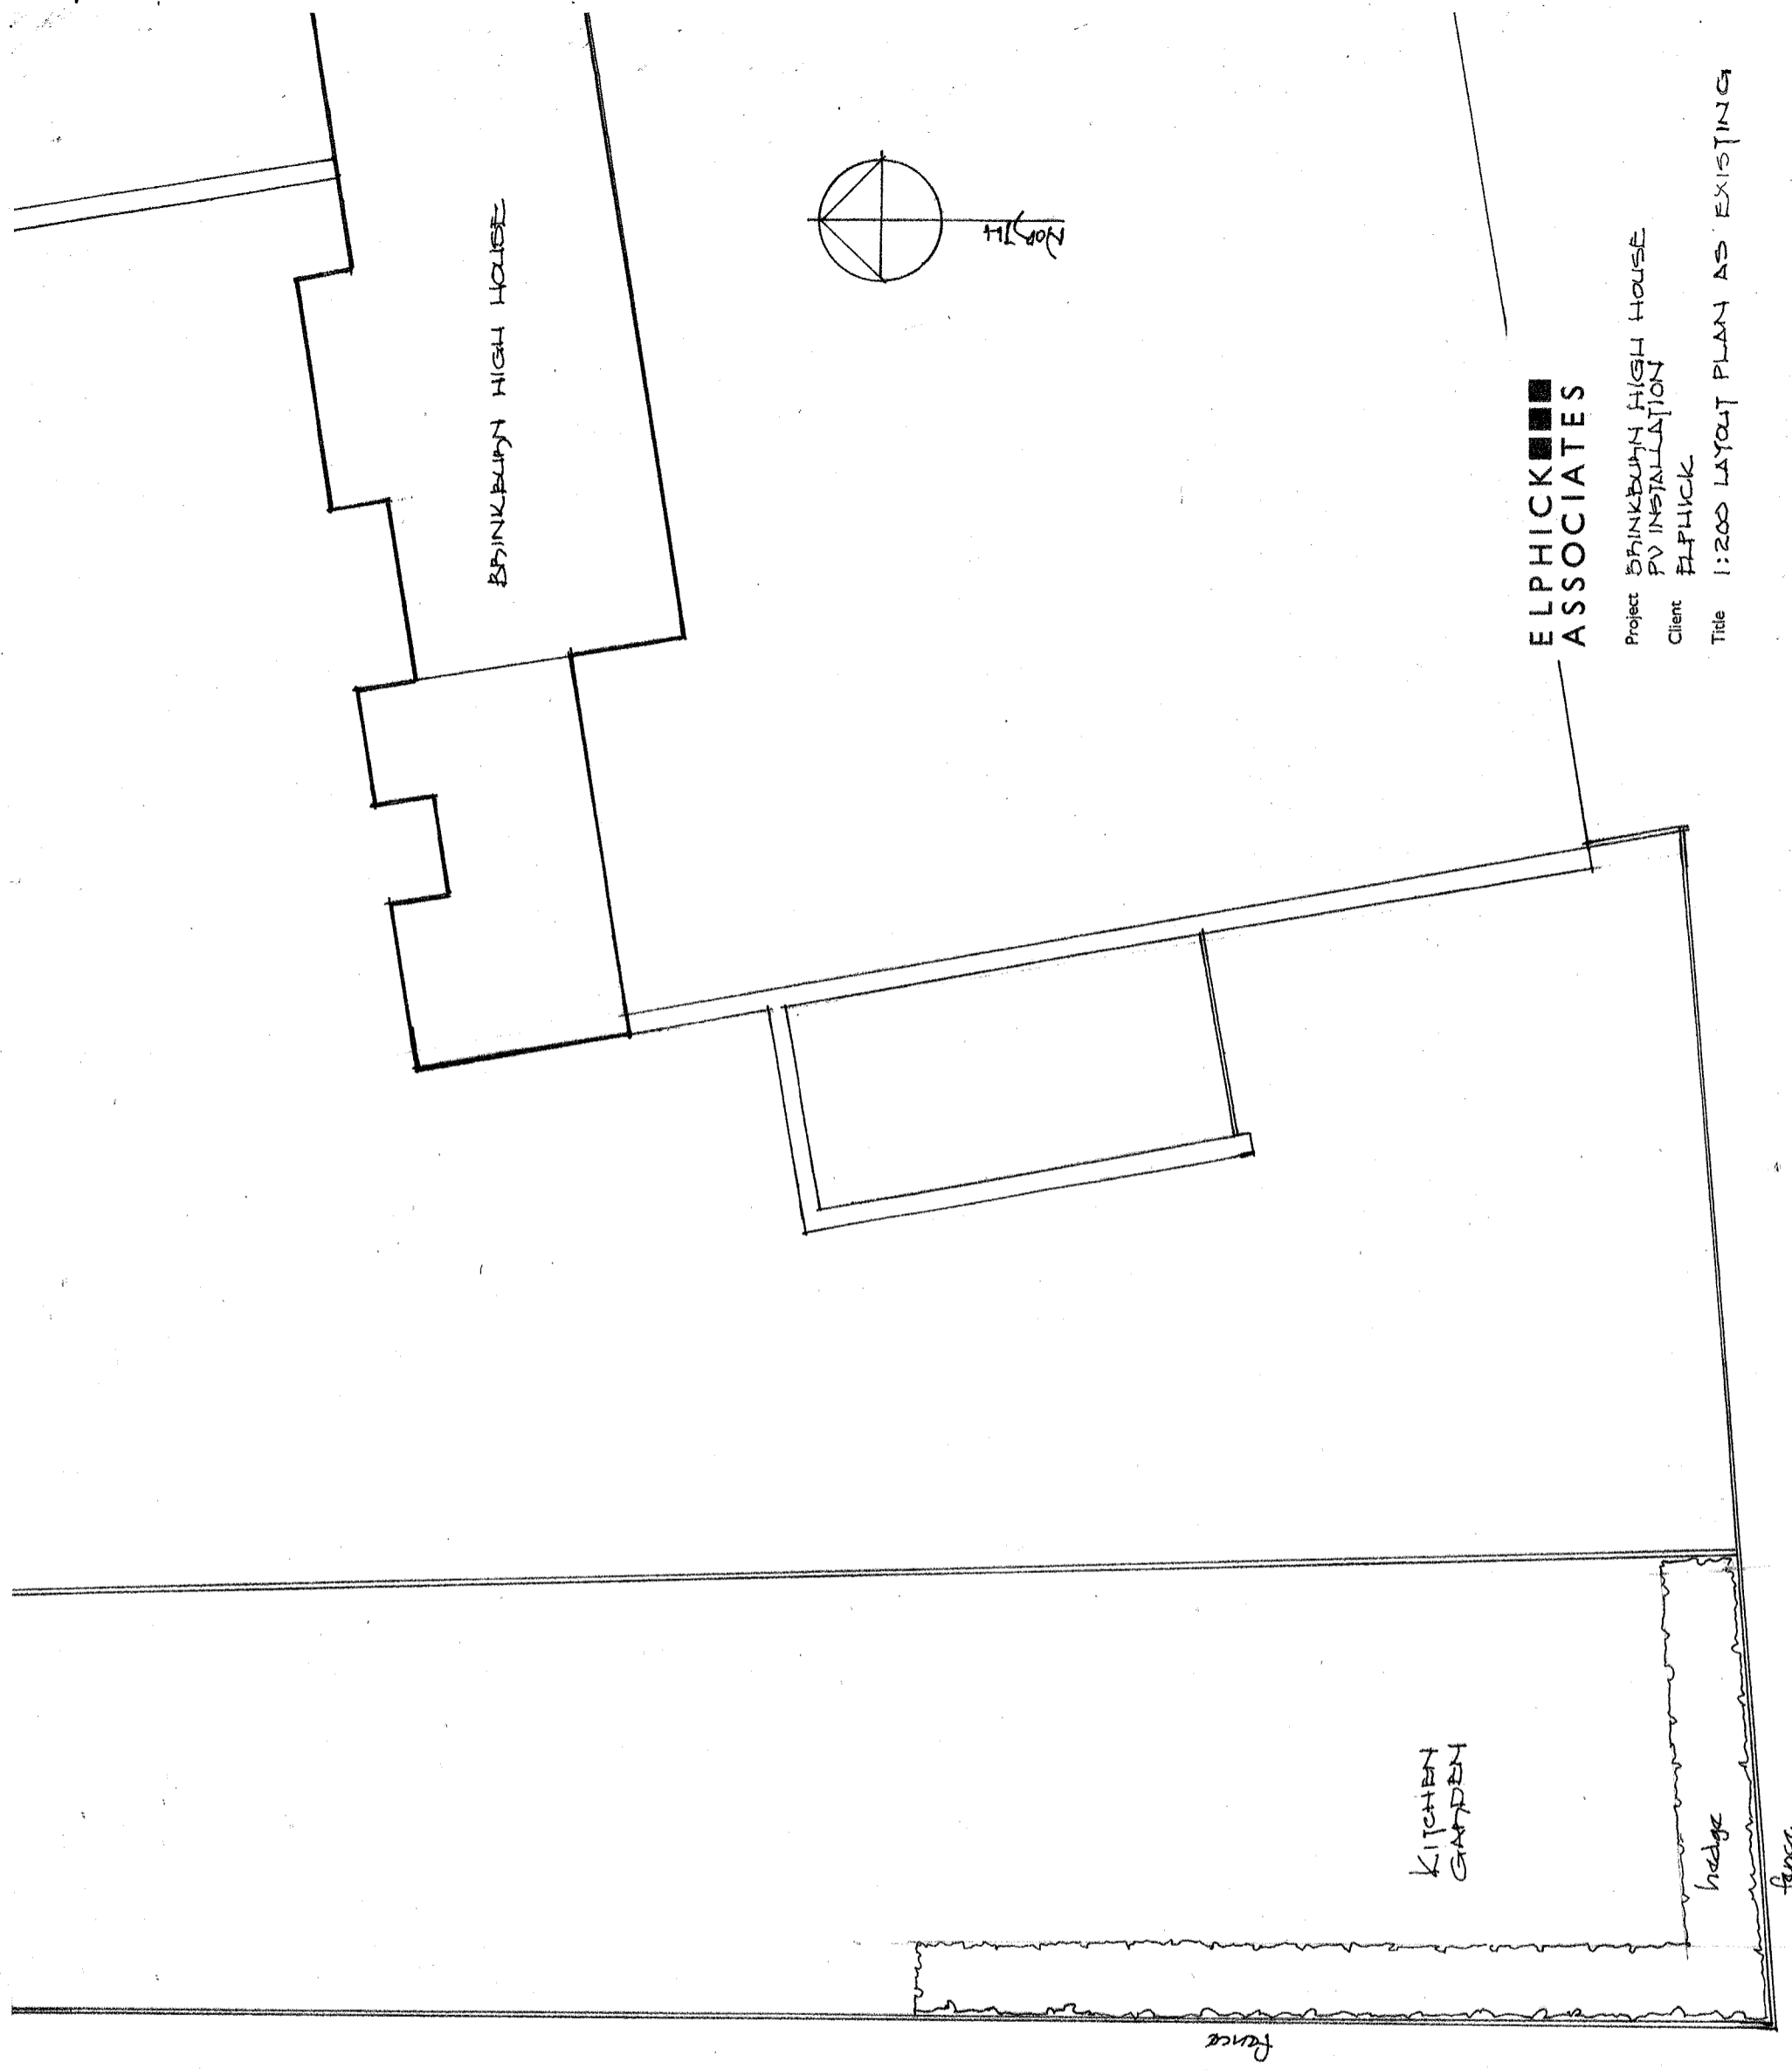 BRINKBURN HIGH HOUSE
NORTH
ELPHICK
ASSOCIATES
Project BRINKBURN HIGH HOUSE
PV INSTALLATION
Client ELPHICK
Title 1:200 LAYOUT PLAN AS EXISTING
KITCHEN
GARDEN
hedge
fence
fence